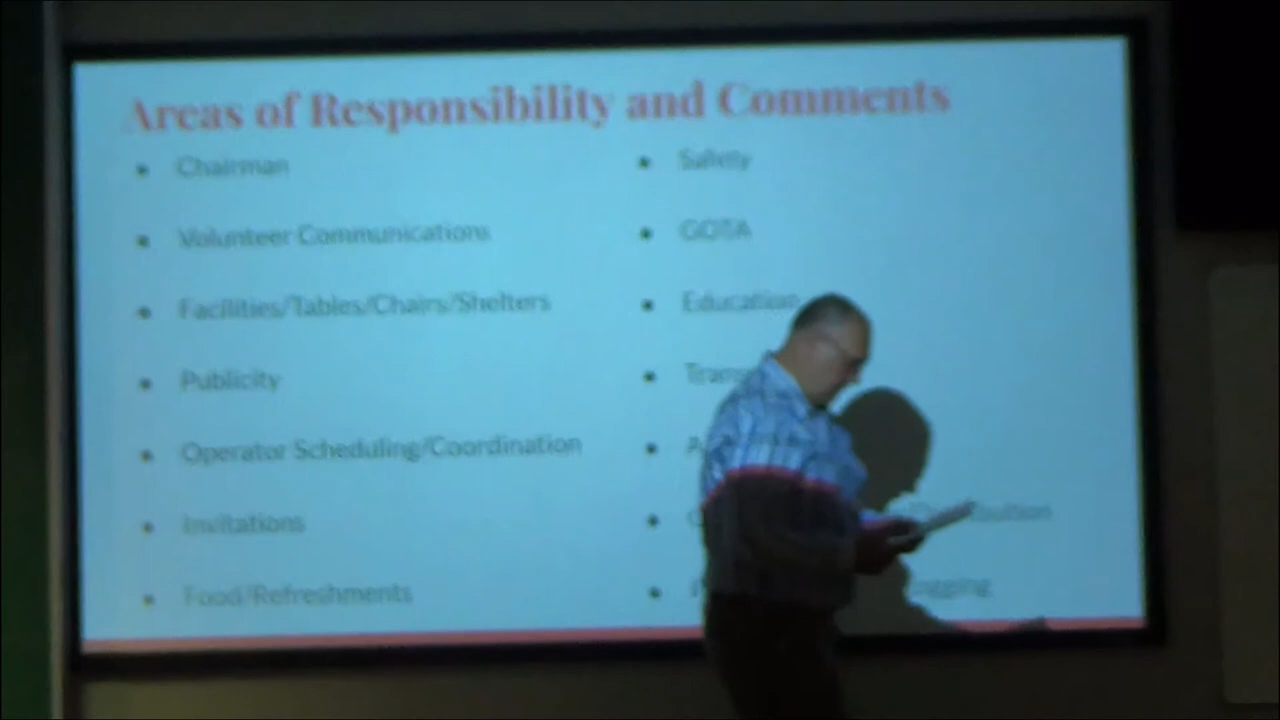 Areas of Responsibility and Comments
Chairman
Volunteer Communications
Facilities/Tables/Chairs/Shelters
Publicity
Operator Scheduling/Coordination
Invitations
Food/Refreshments
Safety
GOTA
Education